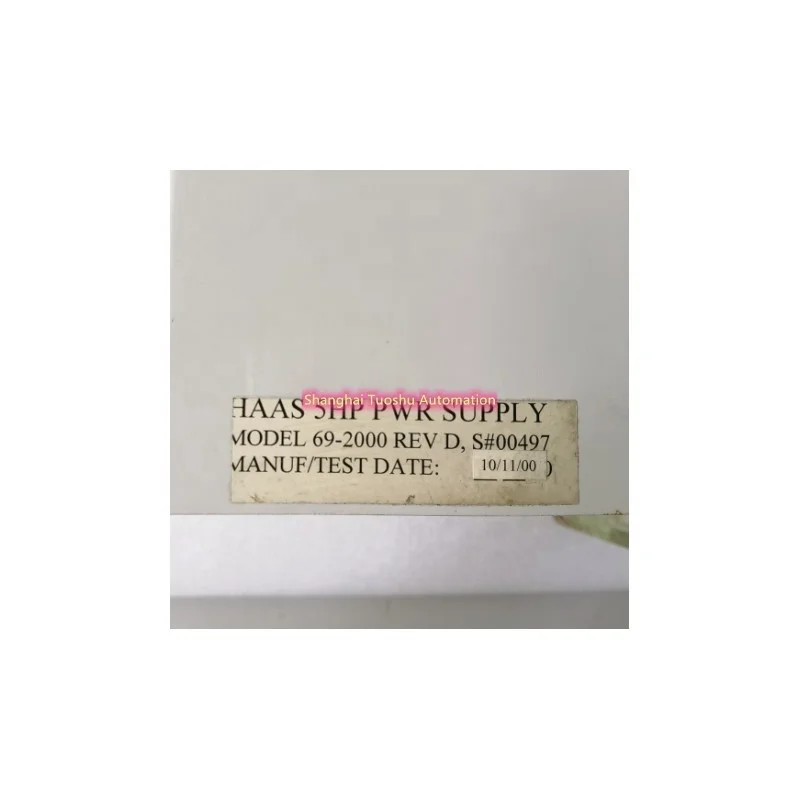 Shanghai Tuoshu Automation
HAAS 5HP PWR SUPPLY
MODEL 69-2000 REV D, S#00497
MANUF/TEST DATE: 10/11/00